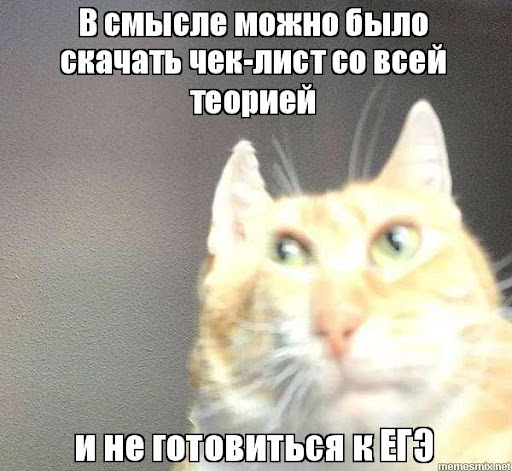 В смысле можно было
скачать чек-лист со всей
теорией
и не готовиться к ЕГЭ
memesmix.net